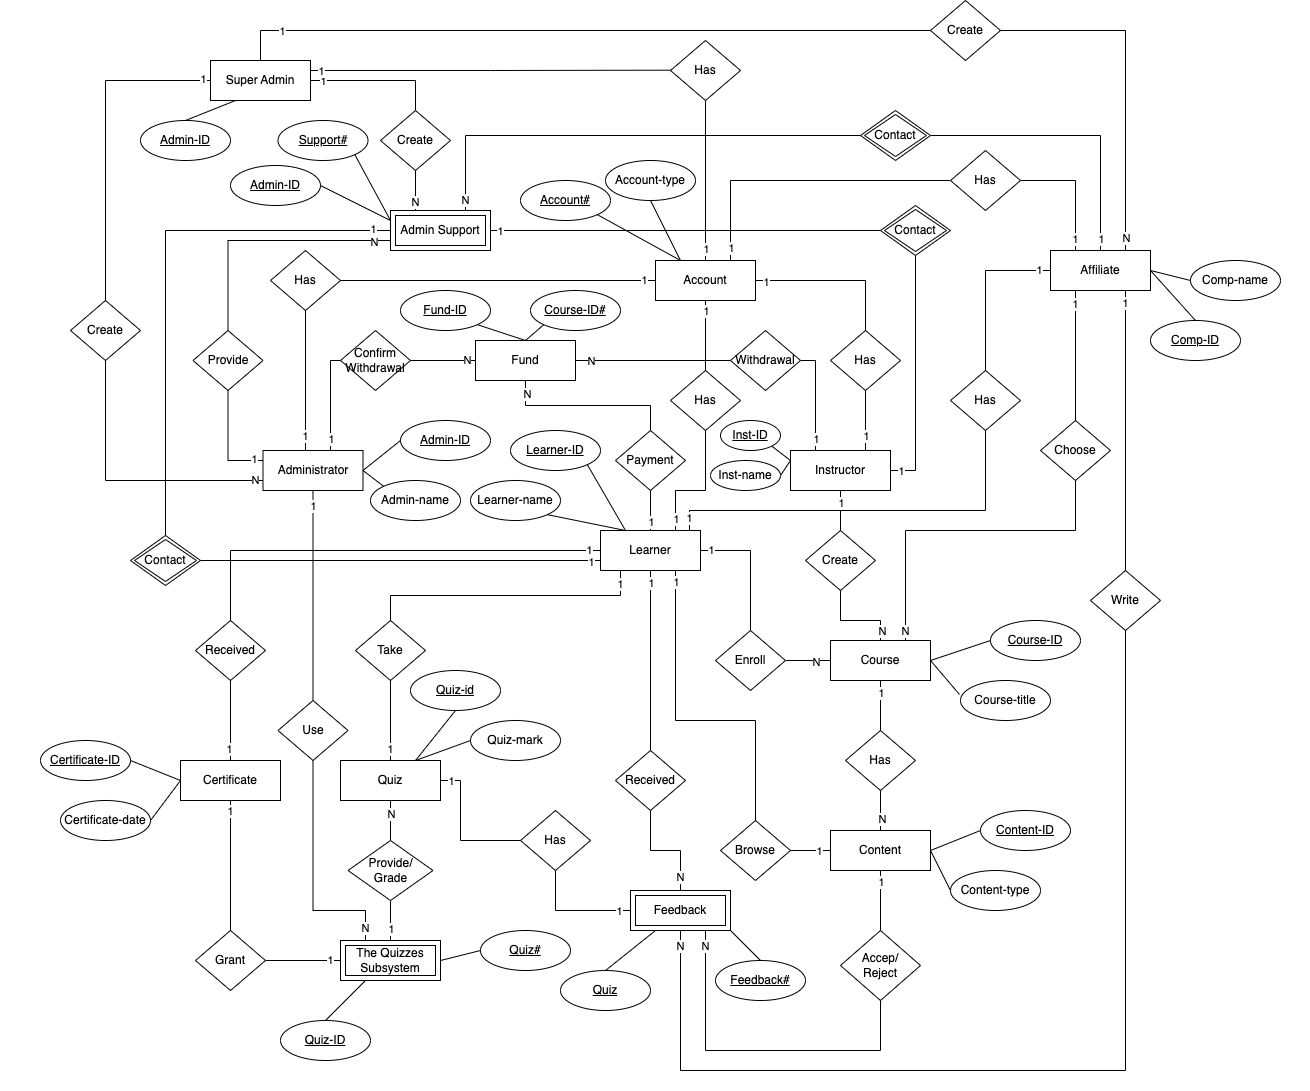 Create
1
Super Admin
1
1
1
Has
Admin-ID
Support#
Create
Contact
Admin-ID
Account#
Account-type
Has
N
N
Admin Support
1
N
1
Contact
1
1
1
1
N
Has
1
Account
1
1
Affiliate
Comp-name
Fund-ID
Course-ID#
1
1
1
Comp-ID
Create
Provide
Confirm
Withdrawal
N
Fund
N
Withdrawal
Has
N
Has
Has
1
1
Admin-ID
Learner-ID
Payment
1
1
Inst-ID
Choose
1
N
Administrator
Admin-name
Inst-name
Instructor
1
1
Learner-name
1
1
1
1
Contact
1
1
Learner
1
Create
1
1
1
Write
N
N
Received
Take
Enroll
N
Course
Course-ID
Quiz-id
1
Course-title
Use
Quiz-mark
1
1
Certificate-ID
Certificate
Quiz
1
Received
Has
Certificate-date
1
N
N
Content-ID
Provide/
Grade
Has
Browse
1
Content
Content-type
N
1
1
Feedback
N
1
Grant
1
The Quizzes
Subsystem
Quiz#
N
N
Accep/
Reject
Quiz
Feedback#
Quiz-ID